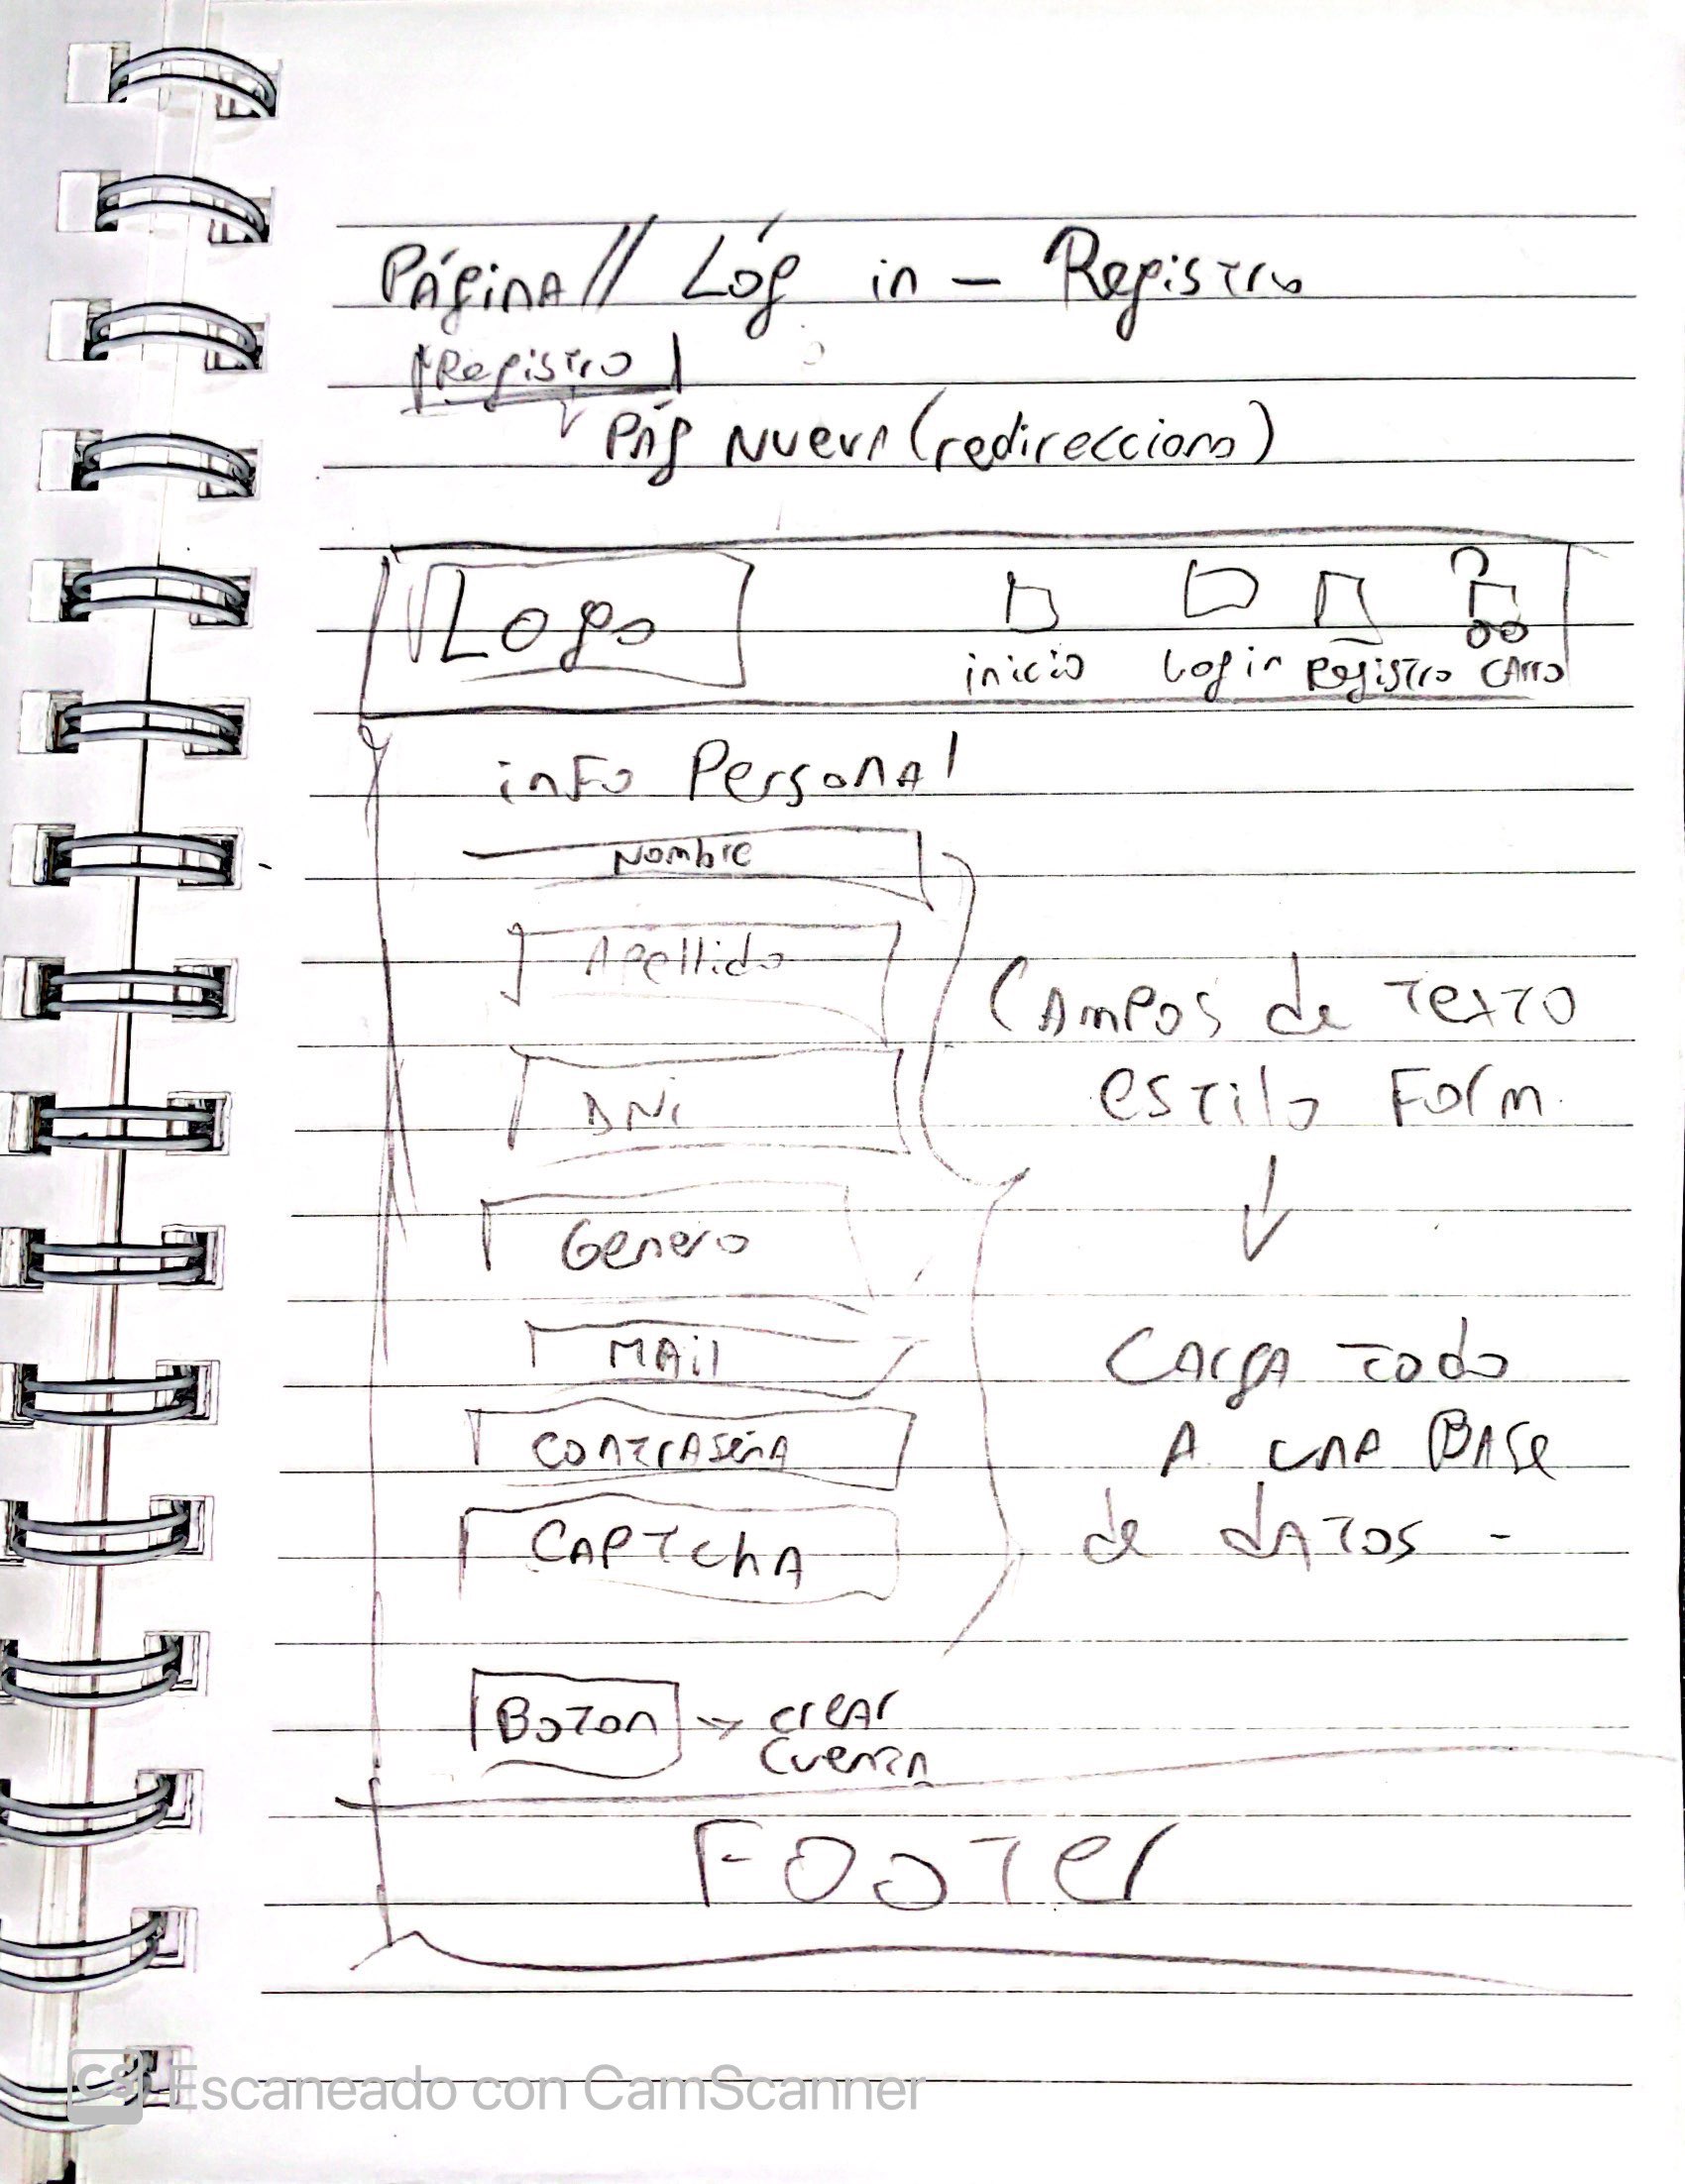 Página // Lóg in - Registro
Registro
Pág Nueva (redirecciona)
Logo
inicio Login Registro CArro
info Personal
Nombre
Apellido
DNi
Genero
MAil
contraseña
CAPTchA
Campos de Texto
estilo Form.
Carga todo
A una Base
de datos -
Boton -> crear
cuenta
Footer
CS Escaneado con CamScanner